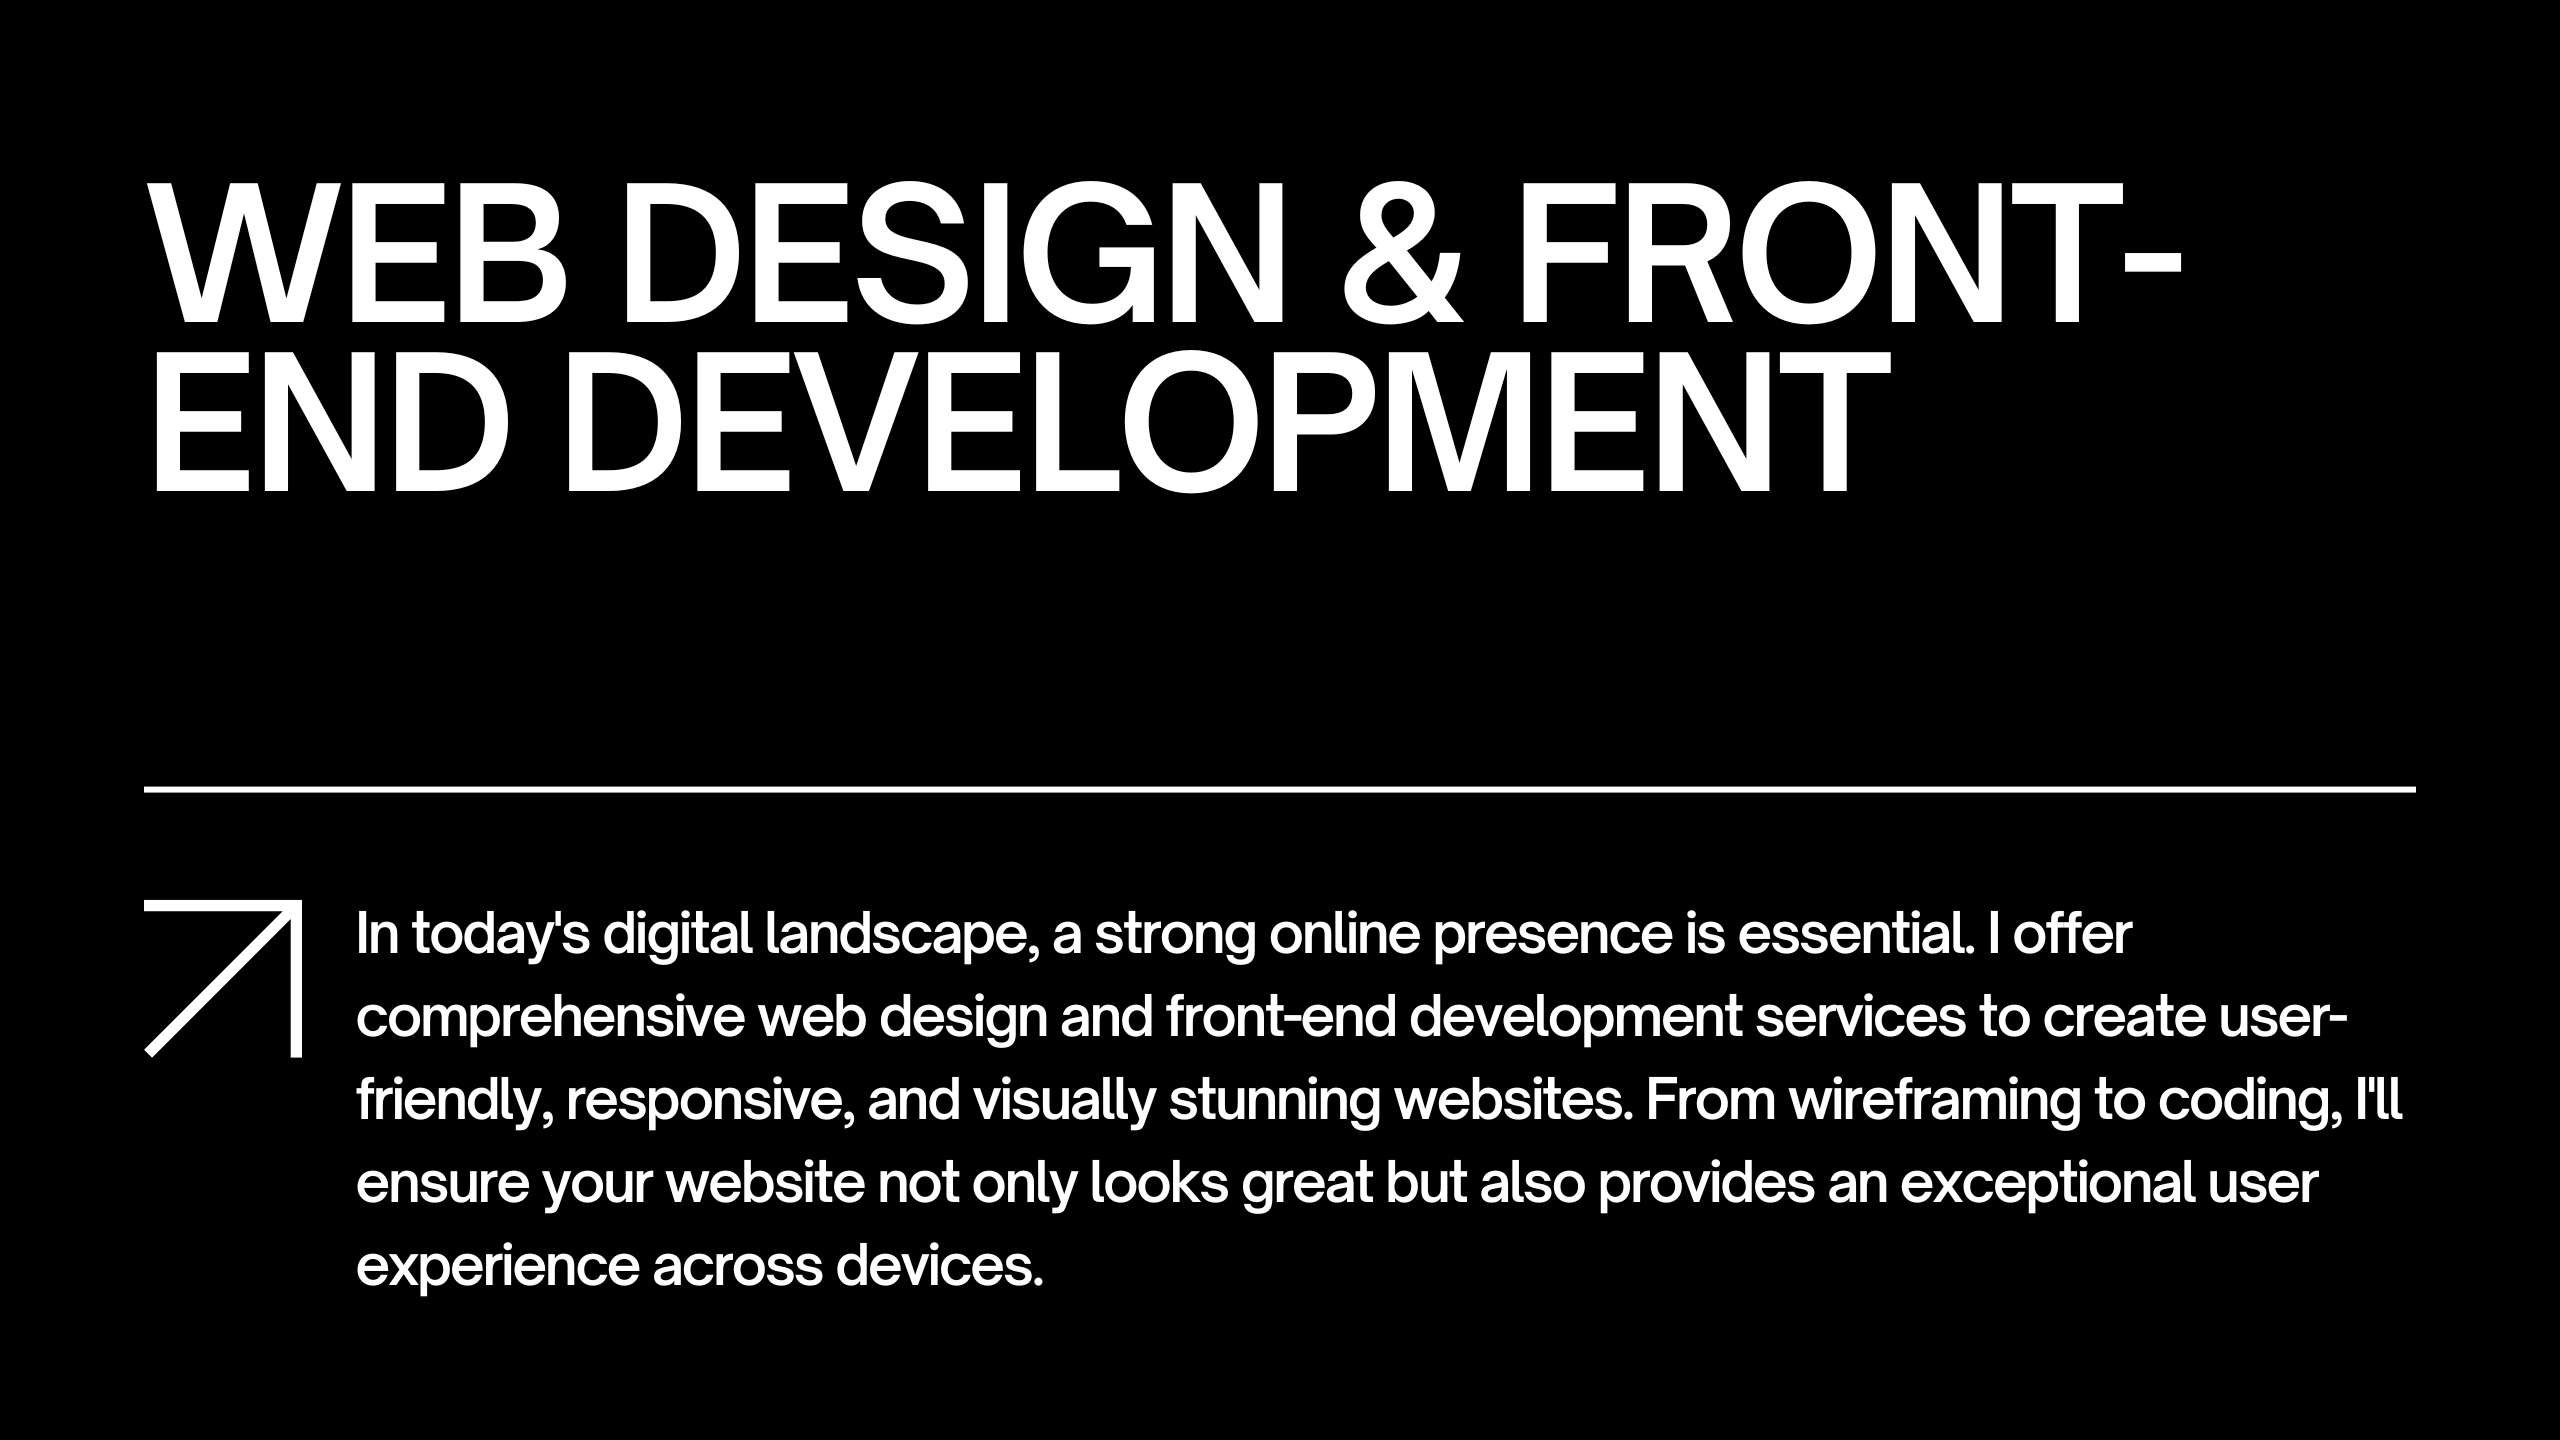 WEB DESIGN & FRONT-
END DEVELOPMENT
In today's digital landscape, a strong online presence is essential. I offer
comprehensive web design and front-end development services to create user-
friendly, responsive, and visually stunning websites. From wireframing to coding, I'll
ensure your website not only looks great but also provides an exceptional user
experience across devices.